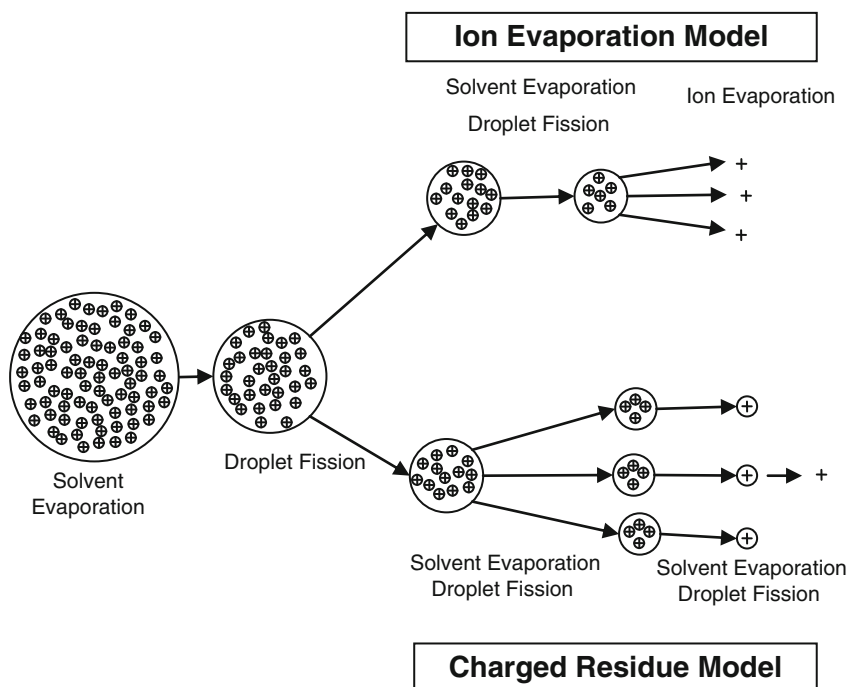 Ion Evaporation Model
Solvent Evaporation
Droplet Fission
Ion Evaporation
+
+
+
Solvent
Evaporation
Droplet Fission
+
+ +
+
Solvent Evaporation
Droplet Fission
Solvent Evaporation
Droplet Fission
Charged Residue Model